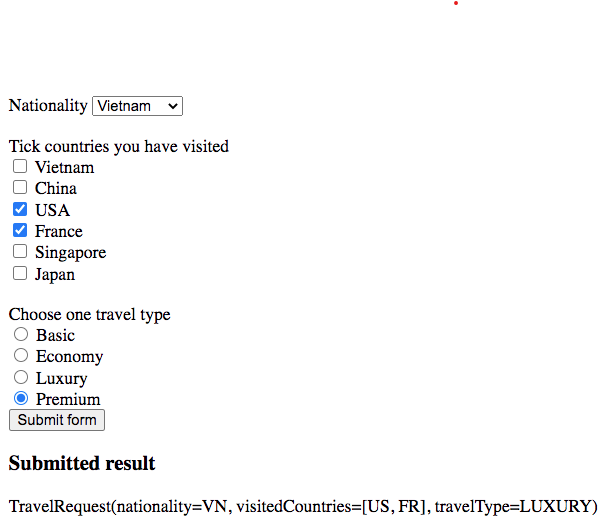 Nationality Vietnam
Tick countries you have visited
Vietnam
China
USA
France
Singapore
Japan
Choose one travel type
Basic
Economy
Luxury
Premium
Submit form
Submitted result
TravelRequest(nationality=VN, visitedCountries=[US, FR], travelType=LUXURY)